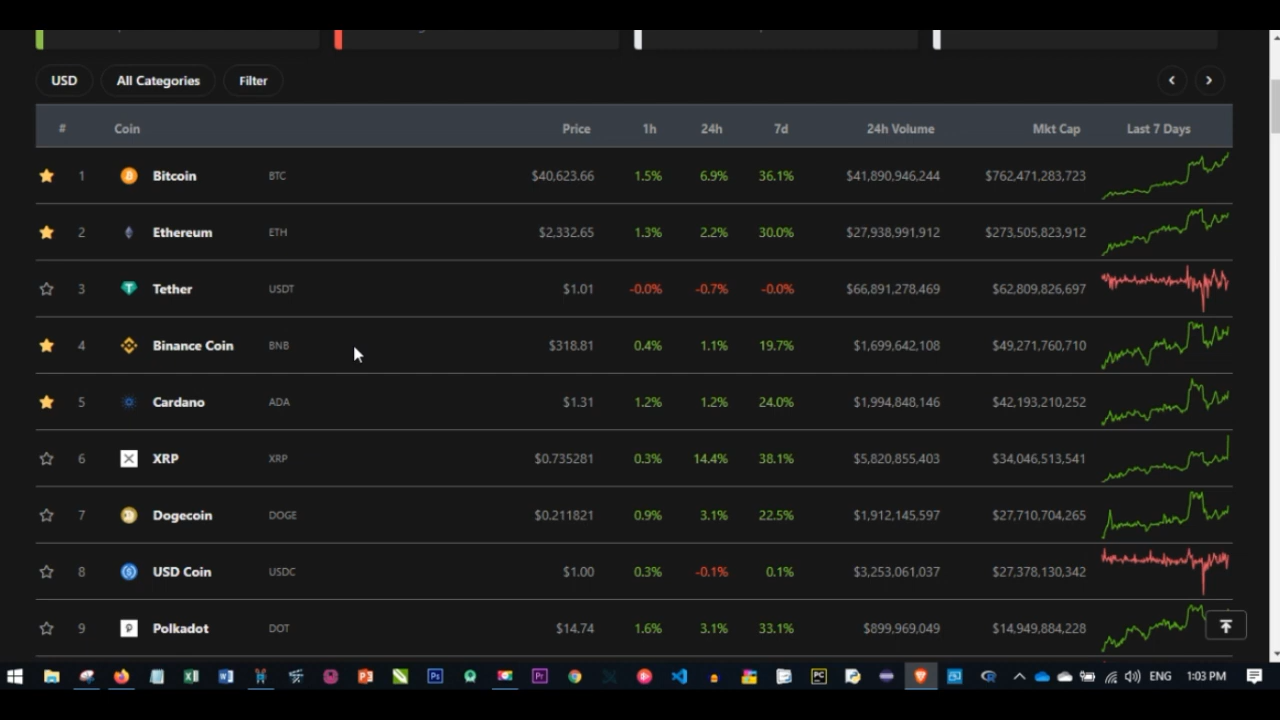 USD All Categories Filter
# Coin Price 1h 24h 7d 24h Volume Mkt Cap Last 7 Days
1 Bitcoin BTC $40,623.66 1.5% 6.9% 36.1% $41,890,946,244 $762,471,283,723
2 Ethereum ETH $2,332.65 1.3% 2.2% 30.0% $27,938,991,912 $273,505,823,912
3 Tether USDT $1.01 -0.0% -0.7% -0.0% $66,891,278,469 $62,809,826,697
4 Binance Coin BNB $318.81 0.4% 1.1% 19.7% $1,699,642,108 $49,271,760,710
5 Cardano ADA $1.31 1.2% 1.2% 24.0% $1,994,848,146 $42,193,210,252
6 XRP XRP $0.735281 0.3% 14.4% 38.1% $5,820,855,403 $34,046,513,541
7 Dogecoin DOGE $0.211821 0.9% 3.1% 22.5% $1,912,145,597 $27,710,704,265
8 USD Coin USDC $1.00 0.3% -0.1% 0.1% $3,253,061,037 $27,378,130,342
9 Polkadot DOT $14.74 1.6% 3.1% 33.1% $899,969,049 $14,949,884,228
ENG 1:03 PM